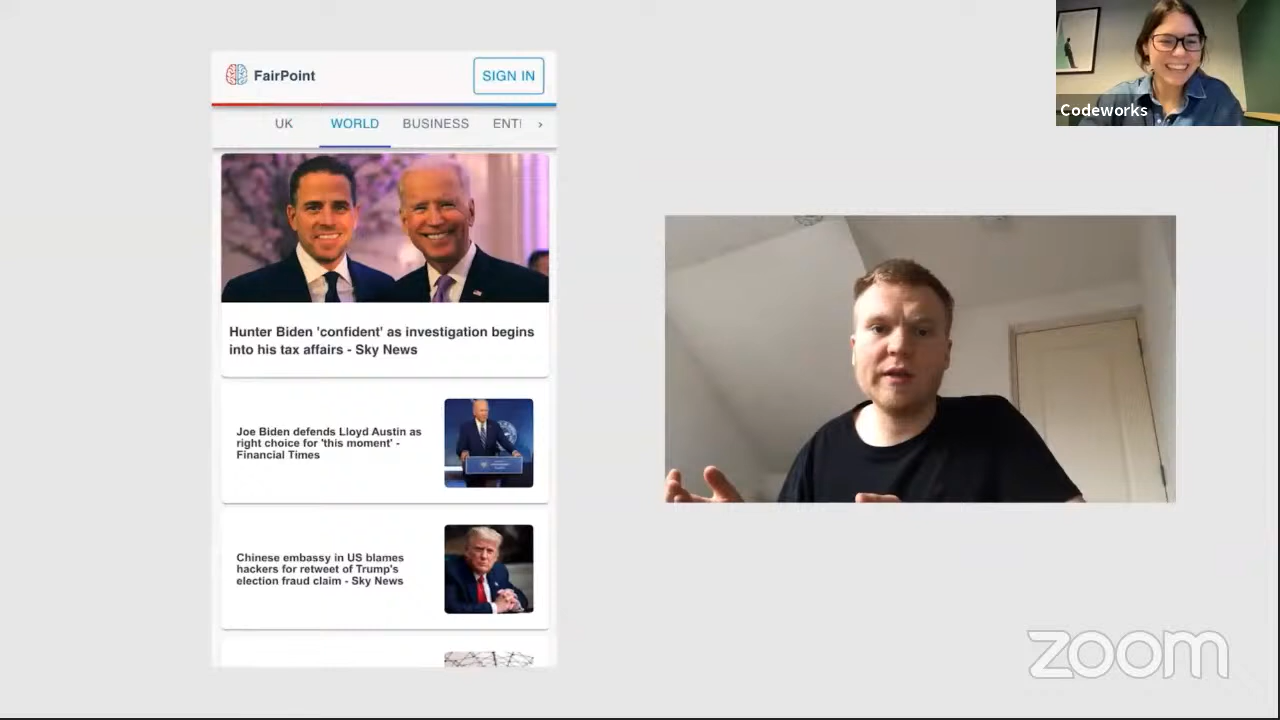 FairPoint
SIGN IN
UK
WORLD
BUSINESS
ENTI
Hunter Biden 'confident' as investigation begins
into his tax affairs - Sky News
Joe Biden defends Lloyd Austin as
right choice for 'this moment' -
Financial Times
Chinese embassy in US blames
hackers for retweet of Trump's
election fraud claim - Sky News
Codeworks
zoom